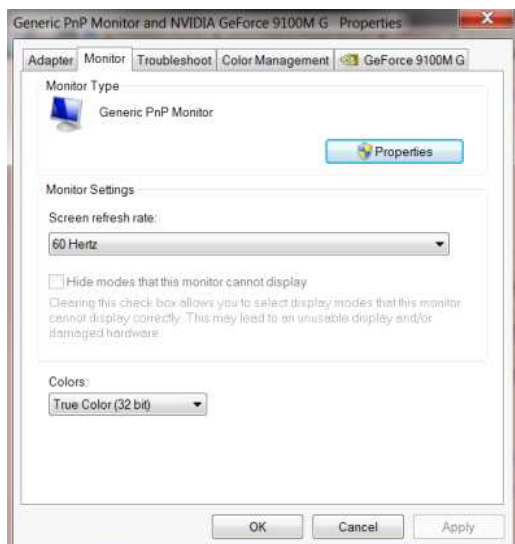 Generic PnP Monitor and NVIDIA GeForce 9100M G Properties
Adapter Monitor Troubleshoot Color Management GeForce 9100M G
Monitor Type
Generic PnP Monitor
Properties
Monitor Settings
Screen refresh rate:
60 Hertz
Hide modes that this monitor cannot display
Clearing this check box allows you to select display modes that this monitor
cannot display correctly. This may lead to an unusable display and/or
damaged hardware.
Colors:
True Color (32 bit)
OK Cancel Apply